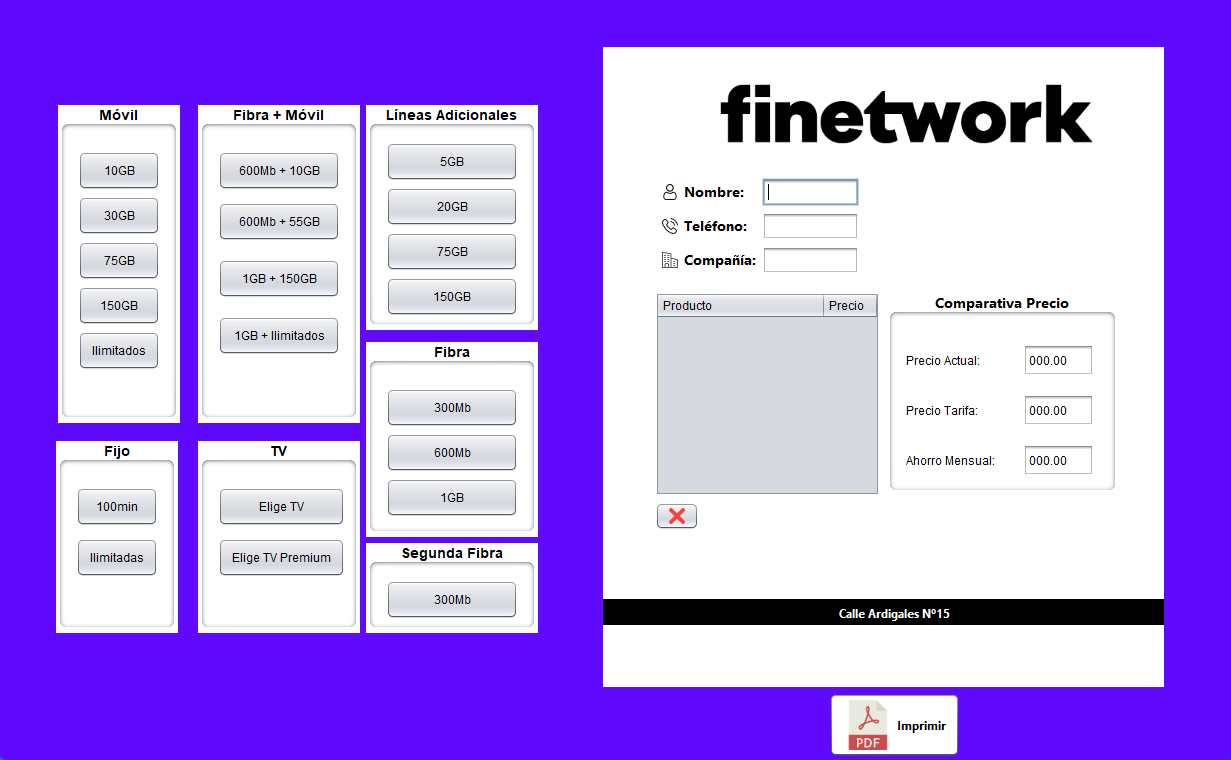 Móvil
10GB
30GB
75GB
150GB
Ilimitados
Fibra + Móvil
600Mb + 10GB
600Mb + 55GB
1GB + 150GB
1GB + Ilimitados
Líneas Adicionales
5GB
20GB
75GB
150GB
Fibra
300Mb
600Mb
1GB
Fijo
100min
Ilimitadas
TV
Elige TV
Elige TV Premium
Segunda Fibra
300Mb
finetwork
Nombre:
Teléfono:
Compañía:
Producto Precio
Comparativa Precio
Precio Actual: 000.00
Precio Tarifa: 000.00
Ahorro Mensual: 000.00
Calle Ardigales Nº15
PDF Imprimir